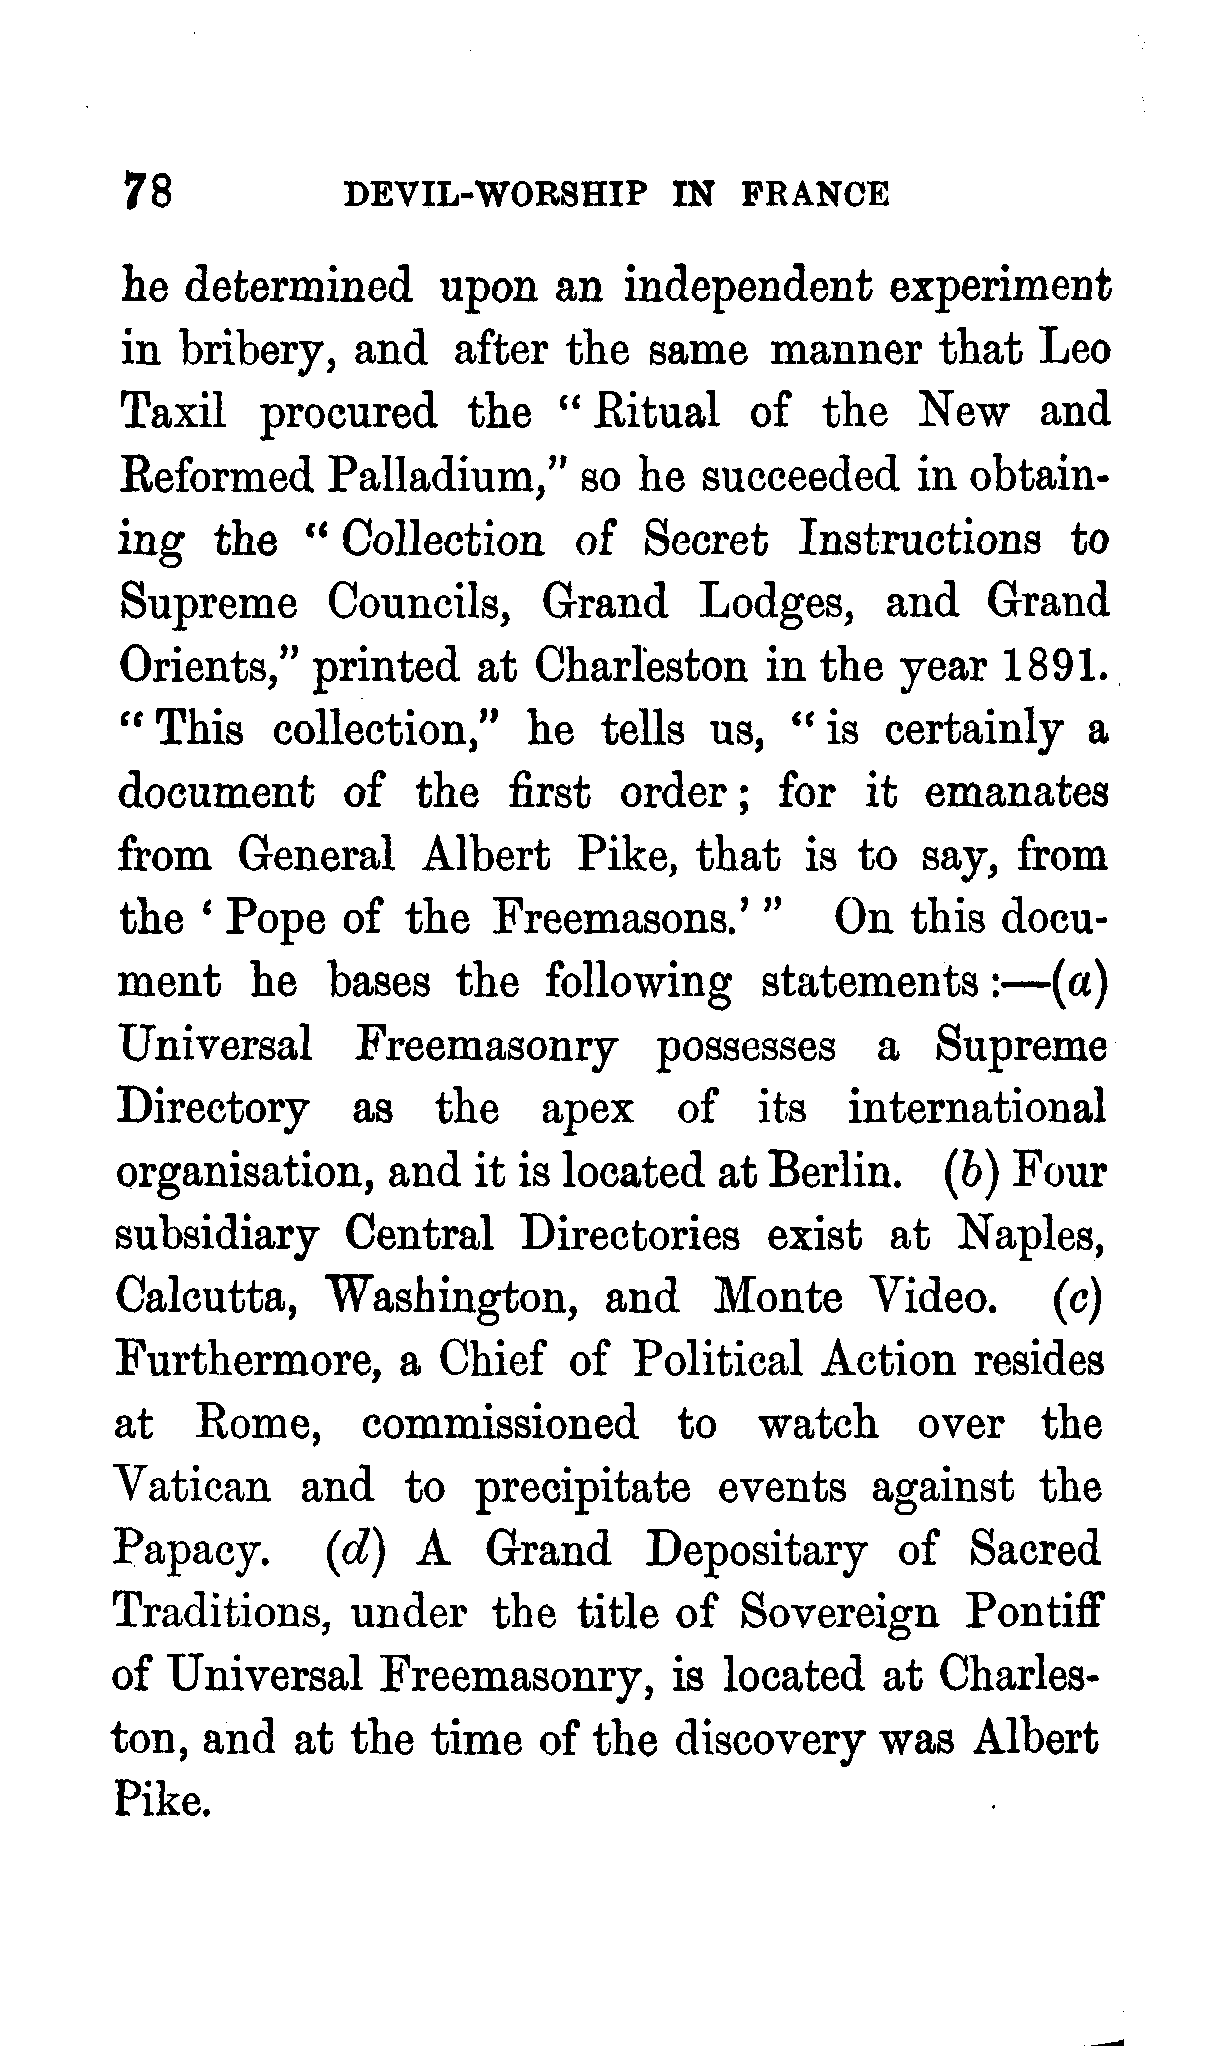 78 DEVIL-WORSHIP IN FRANCE
he determined upon an independent experiment
in bribery, and after the same manner that Leo
Taxil procured the “ Ritual of the New and
Reformed Palladium,” so he succeeded in obtain-
ing the “ Collection of Secret Instructions to
Supreme Councils, Grand Lodges, and Grand
Orients,” printed at Charleston in the year 1891.
“ This collection,” he tells us, “ is certainly a
document of the first order ; for it emanates
from General Albert Pike, that is to say, from
the ‘ Pope of the Freemasons.’ ” On this docu-
ment he bases the following statements :—(a)
Universal Freemasonry possesses a Supreme
Directory as the apex of its international
organisation, and it is located at Berlin. (b) Four
subsidiary Central Directories exist at Naples,
Calcutta, Washington, and Monte Video. (c)
Furthermore, a Chief of Political Action resides
at Rome, commissioned to watch over the
Vatican and to precipitate events against the
Papacy. (d) A Grand Depositary of Sacred
Traditions, under the title of Sovereign Pontiff
of Universal Freemasonry, is located at Charles-
ton, and at the time of the discovery was Albert
Pike.